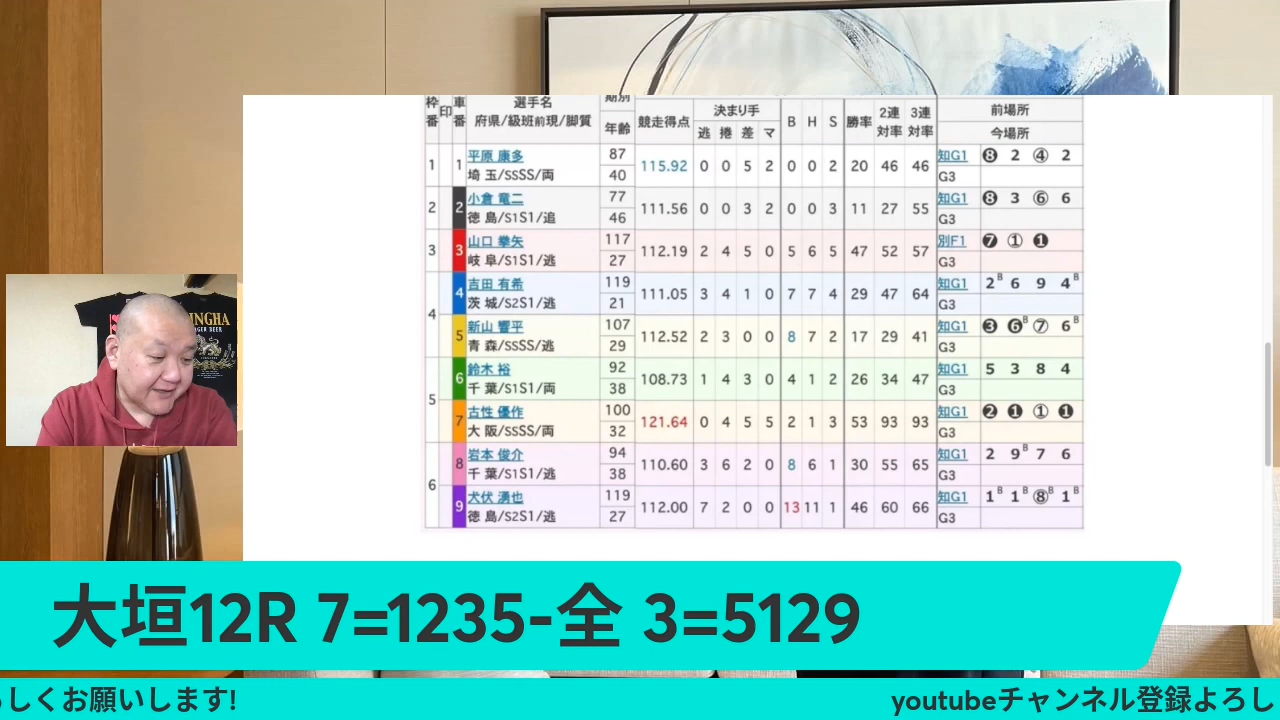 枠番 印 車番 選手名 府県/級班前現/脚質 期別 年齢 競走得点 決まり手 逃 捲 差 マ B H S 勝率 2連対率 3連対率 前場所 今場所
1 1 平原 康多 87 115.92 0 0 5 2 0 0 2 20 46 46 知G1 ❽ 2 ④ 2
埼 玉/SSSS/両 40 G3
2 2 小倉 竜二 77 111.56 0 0 3 2 0 0 3 11 27 55 知G1 ❽ 3 ⑥ 6
徳 島/S1S1/追 46 G3
3 3 山口 拳矢 117 112.19 2 4 5 0 5 6 5 47 52 57 別F1 ❼ ① ❶
岐 阜/S1S1/逃 27 G3
4 4 吉田 有希 119 111.05 3 4 1 0 7 7 4 29 47 64 知G1 2B 6 9 4B
茨 城/S2S1/逃 21 G3
5 新山 響平 107 112.52 2 3 0 0 8 7 2 17 29 41 知G1 ❸ ❻B ⑦ 6B
青 森/SSSS/逃 29 G3
5 6 鈴木 裕 92 108.73 1 4 3 0 4 1 2 26 34 47 知G1 5 3 8 4
千 葉/S1S1/両 38 G3
7 古性 優作 100 121.64 0 4 5 5 2 1 3 53 93 93 知G1 ❷ ❶ ① ❶
大 阪/SSSS/両 32 G3
6 8 岩本 俊介 94 110.60 3 6 2 0 8 6 1 30 55 65 知G1 2 9B 7 6
千 葉/S1S1/逃 38 G3
9 犬伏 湧也 119 112.00 7 2 0 0 13 11 1 46 60 66 知G1 1B 1B ⑧B 1B
徳 島/S2S1/逃 27 G3
大垣12R 7=1235-全 3=5129
しくお願いします!
youtubeチャンネル登録よろし